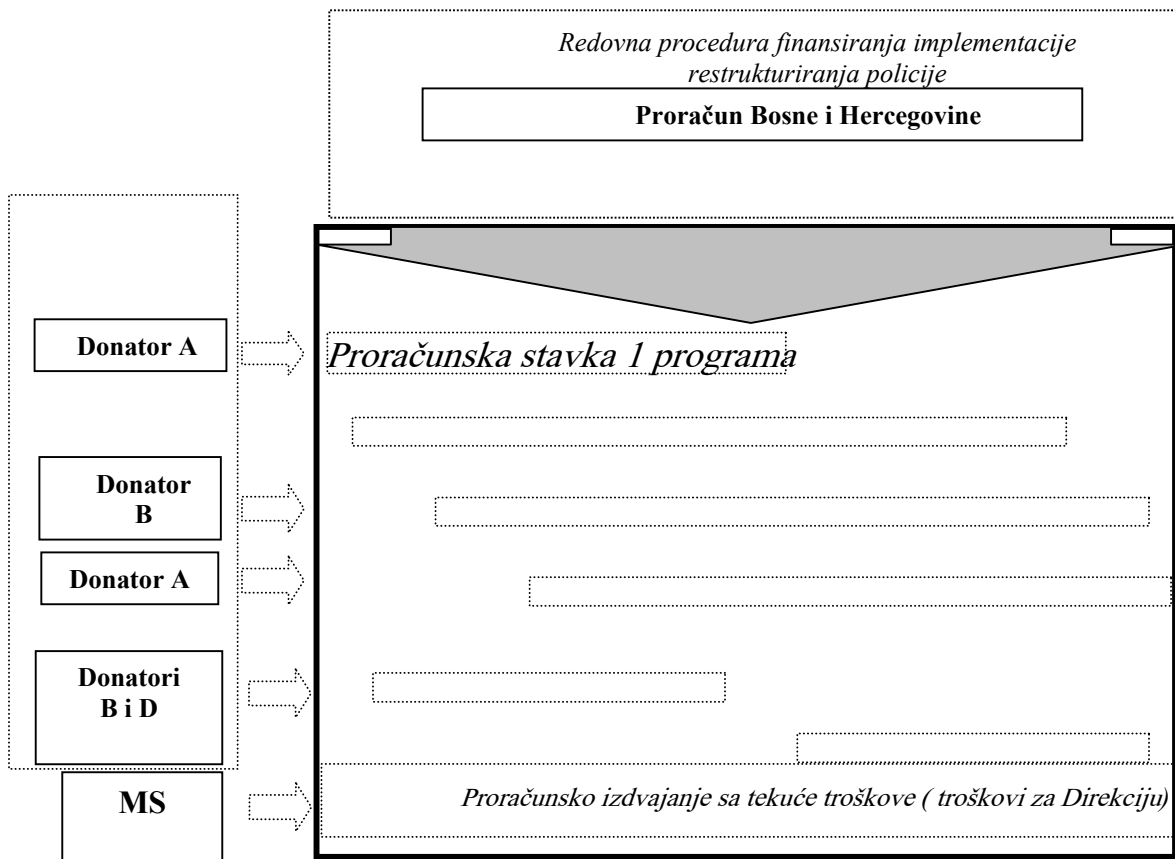 Redovna procedura finansiranja implementacije
restrukturiranja policije
Proračun Bosne i Hercegovine
Donator A
Proračunska stavka 1 programa
Donator
B
Donator A
Donatori
B i D
MS
Proračunsko izdvajanje sa tekuće troškove ( troškovi za Direkciju)